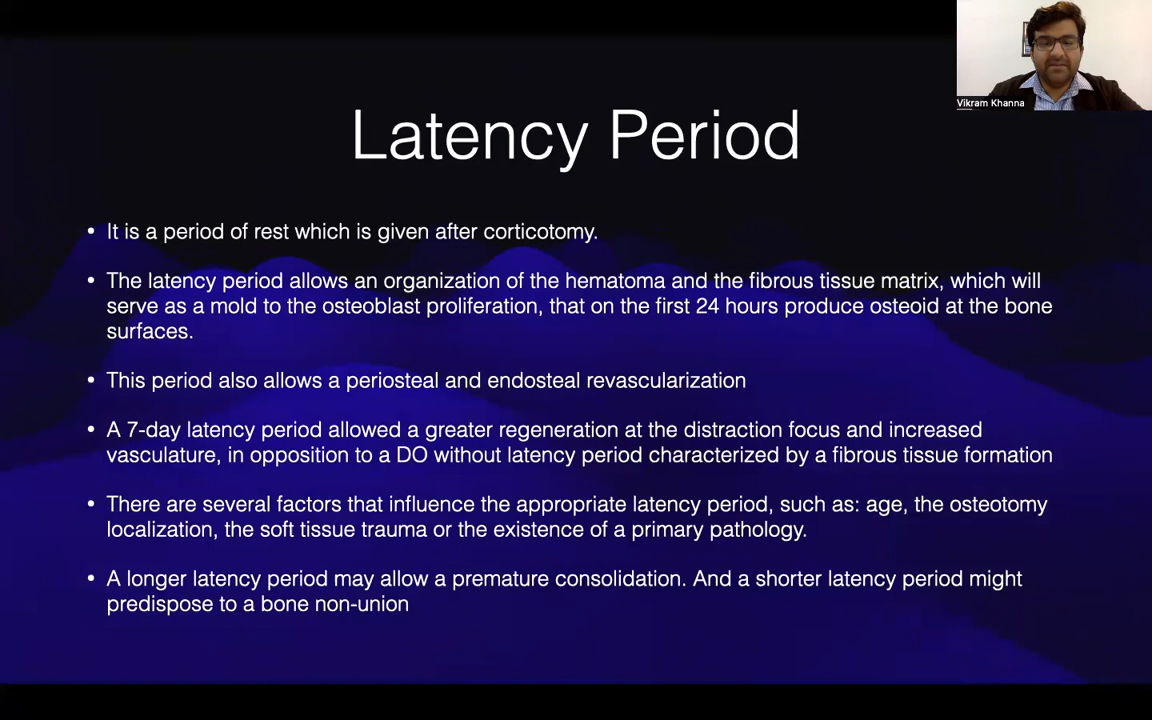 Vikram Khanna
Latency Period
• It is a period of rest which is given after corticotomy.
• The latency period allows an organization of the hematoma and the fibrous tissue matrix, which will
serve as a mold to the osteoblast proliferation, that on the first 24 hours produce osteoid at the bone
surfaces.
• This period also allows a periosteal and endosteal revascularization
• A 7-day latency period allowed a greater regeneration at the distraction focus and increased
vasculature, in opposition to a DO without latency period characterized by a fibrous tissue formation
• There are several factors that influence the appropriate latency period, such as: age, the osteotomy
localization, the soft tissue trauma or the existence of a primary pathology.
• A longer latency period may allow a premature consolidation. And a shorter latency period might
predispose to a bone non-union